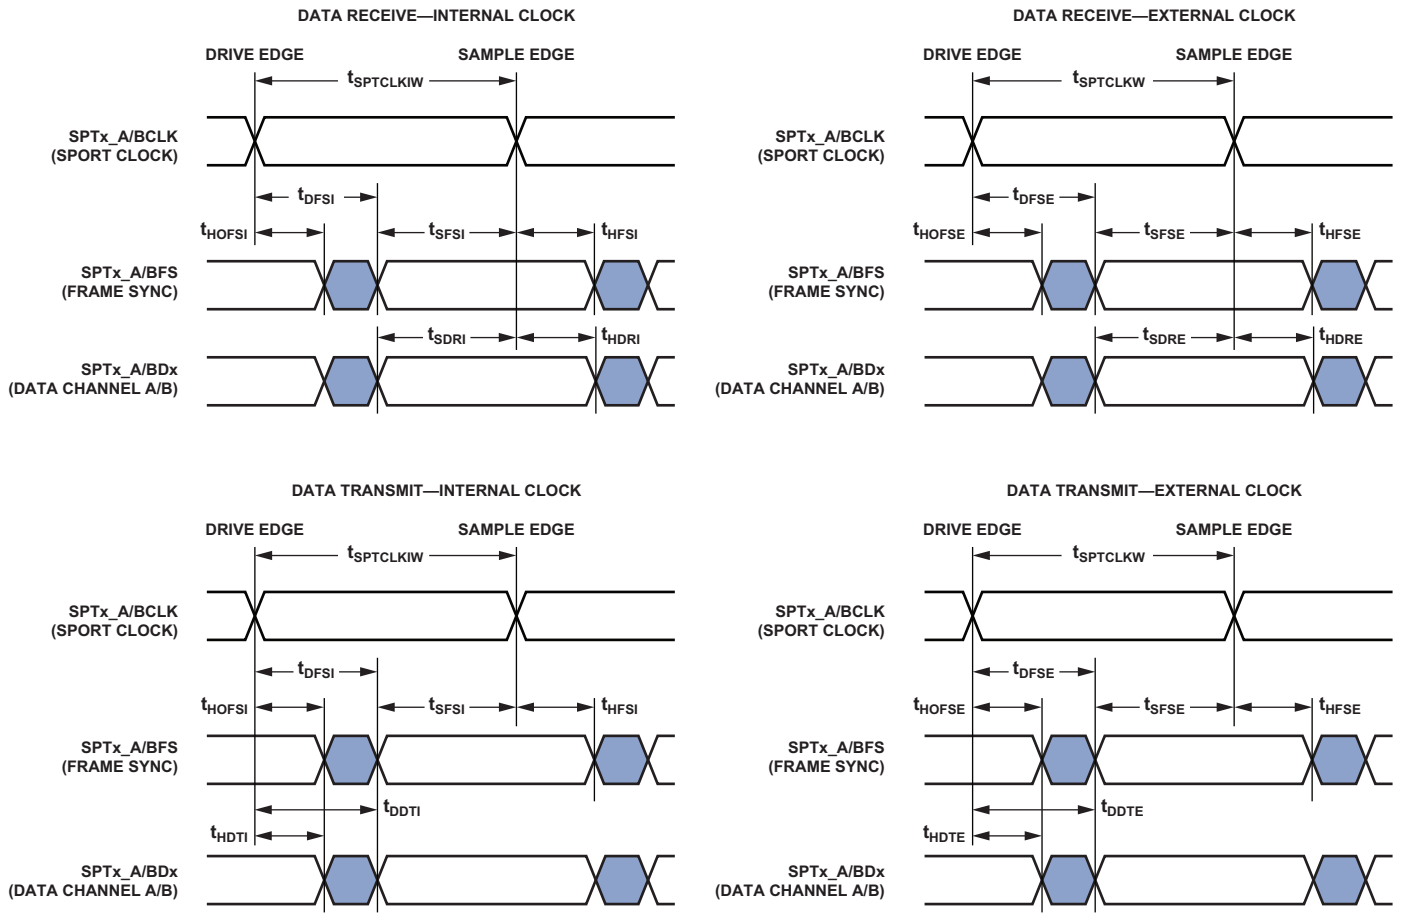 DATA RECEIVE—INTERNAL CLOCK
DRIVE EDGE
SAMPLE EDGE
tSPTCLKIW
SPTx_A/BCLK
(SPORT CLOCK)
tDFSI
tHOFSI
tSFSI
tHFSI
SPTx_A/BFS
(FRAME SYNC)
tSDRI
tHDRI
SPTx_A/BDx
(DATA CHANNEL A/B)
DATA RECEIVE—EXTERNAL CLOCK
DRIVE EDGE
SAMPLE EDGE
tSPTCLKW
SPTx_A/BCLK
(SPORT CLOCK)
tDFSE
tHOFSE
tSFSE
tHFSE
SPTx_A/BFS
(FRAME SYNC)
tSDRE
tHDRE
SPTx_A/BDx
(DATA CHANNEL A/B)
DATA TRANSMIT—INTERNAL CLOCK
DRIVE EDGE
SAMPLE EDGE
tSPTCLKIW
SPTx_A/BCLK
(SPORT CLOCK)
tDFSI
tHOFSI
tSFSI
tHFSI
SPTx_A/BFS
(FRAME SYNC)
tDDTI
tHDTI
SPTx_A/BDx
(DATA CHANNEL A/B)
DATA TRANSMIT—EXTERNAL CLOCK
DRIVE EDGE
SAMPLE EDGE
tSPTCLKW
SPTx_A/BCLK
(SPORT CLOCK)
tDFSE
tHOFSE
tSFSE
tHFSE
SPTx_A/BFS
(FRAME SYNC)
tDDTE
tHDTE
SPTx_A/BDx
(DATA CHANNEL A/B)